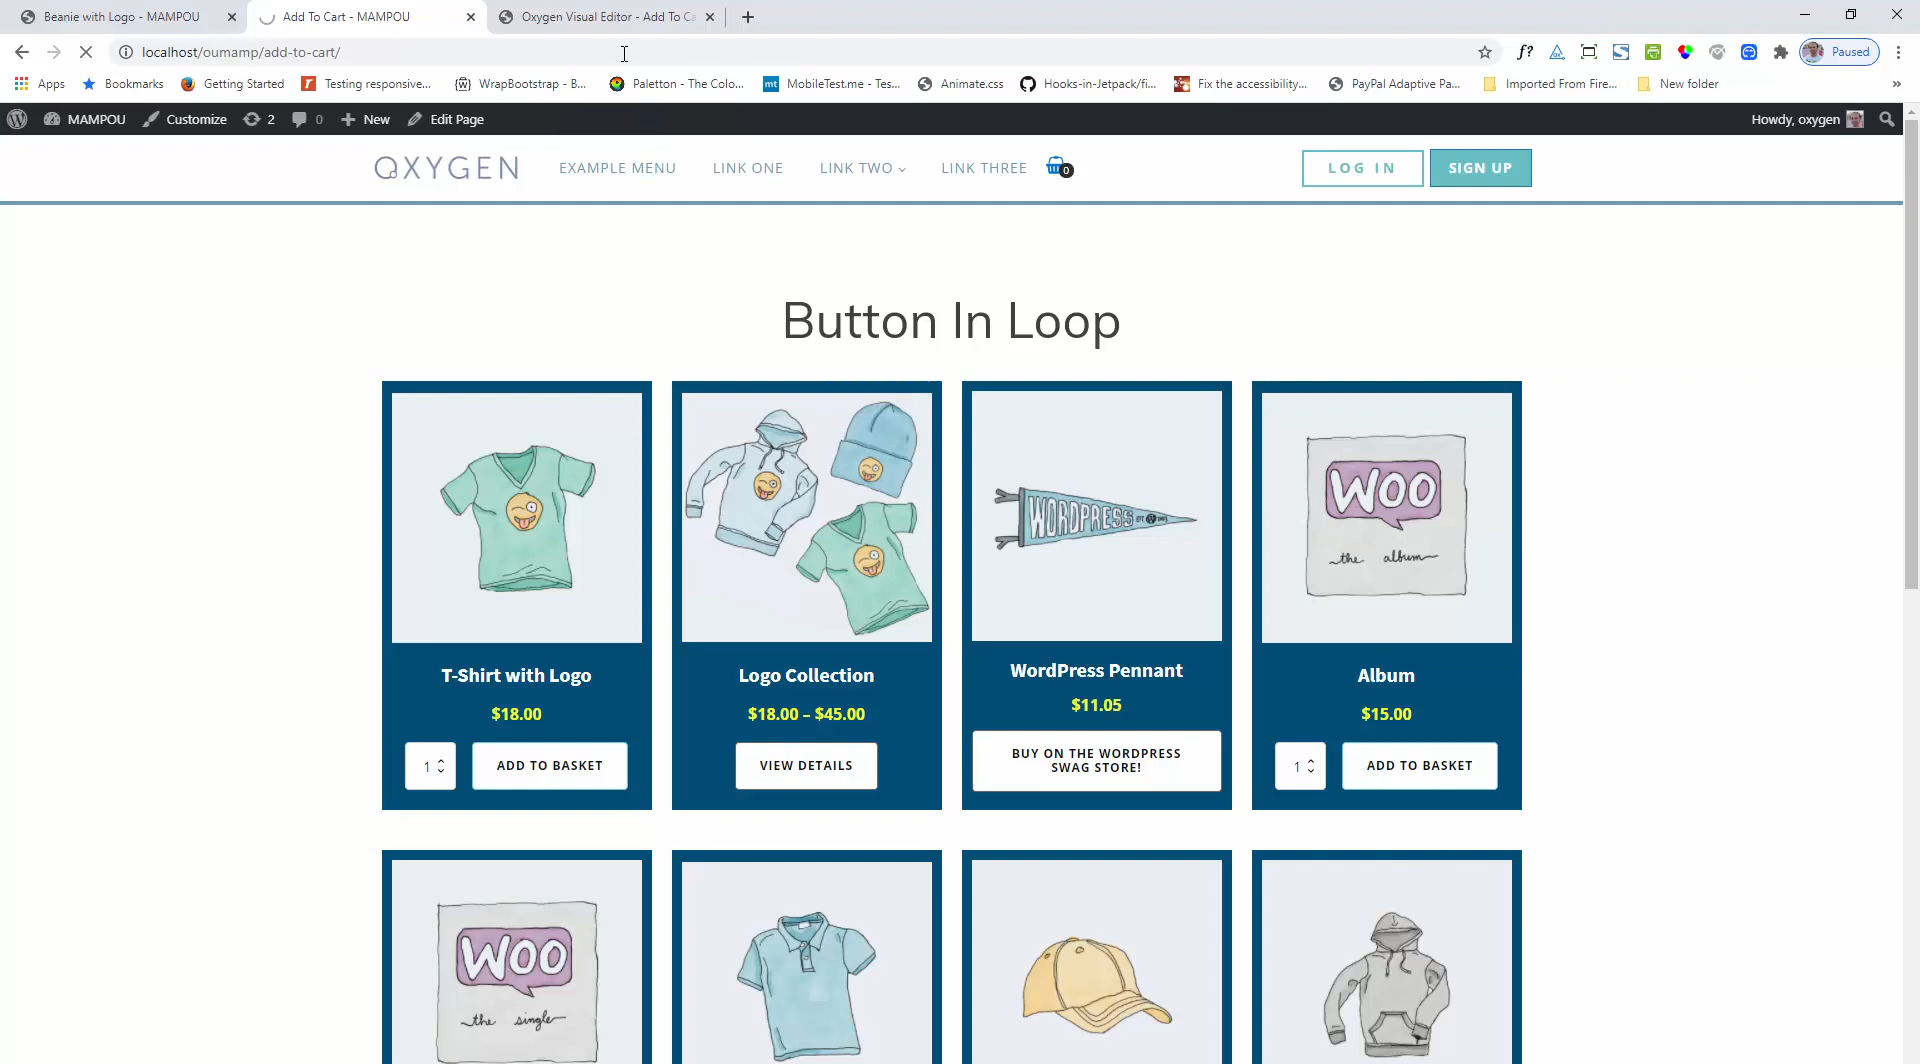 Beanie with Logo - MAMPOU
Add To Cart - MAMPOU
Oxygen Visual Editor - Add To Ca
localhost/oumamp/add-to-cart/
f?
Paused
Apps
Bookmarks
Getting Started
Testing responsive...
WrapBootstrap - B...
Paletton - The Colo...
mt
MobileTest.me - Tes...
Animate.css
Hooks-in-Jetpack/fi...
Fix the accessibility...
PayPal Adaptive Pa...
Imported From Fire...
New folder
»
MAMPOU
Customize
2
0
New
Edit Page
Howdy, oxygen
OXYGEN
EXAMPLE MENU
LINK ONE
LINK TWO
LINK THREE
0
LOG IN
SIGN UP
Button In Loop
WORDPRESS
WOO
the album
T-Shirt with Logo
Logo Collection
WordPress Pennant
Album
$18.00
$18.00 – $45.00
$11.05
$15.00
1
ADD TO BASKET
VIEW DETAILS
BUY ON THE WORDPRESS
SWAG STORE!
1
ADD TO BASKET
WOO
the single